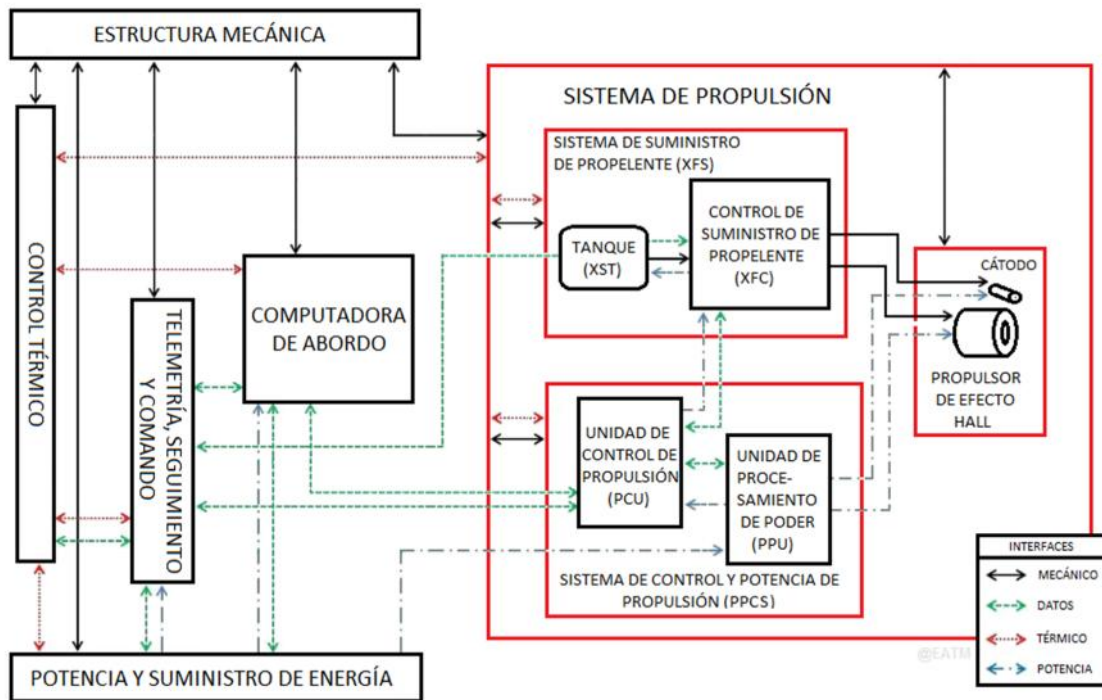 ESTRUCTURA MECÁNICA
SISTEMA DE PROPULSIÓN
SISTEMA DE SUMINISTRO
DE PROPELENTE (XFS)
TANQUE
(XST)
CONTROL DE
SUMINISTRO DE
PROPELENTE
(XFC)
CÁTODO
PROPULSOR
DE EFECTO
HALL
CONTROL TÉRMICO
TELEMETRÍA, SEGUIMIENTO
Y COMANDO
COMPUTADORA
DE ABORDO
UNIDAD DE
CONTROL DE
PROPULSIÓN
(PCU)
UNIDAD DE
PROCE-
SAMIENTO
DE PODER
(PPU)
SISTEMA DE CONTROL Y POTENCIA DE
PROPULSIÓN (PPCS)
POTENCIA Y SUMINISTRO DE ENERGÍA
INTERFACES
MECÁNICO
DATOS
TÉRMICO
POTENCIA
@EATM